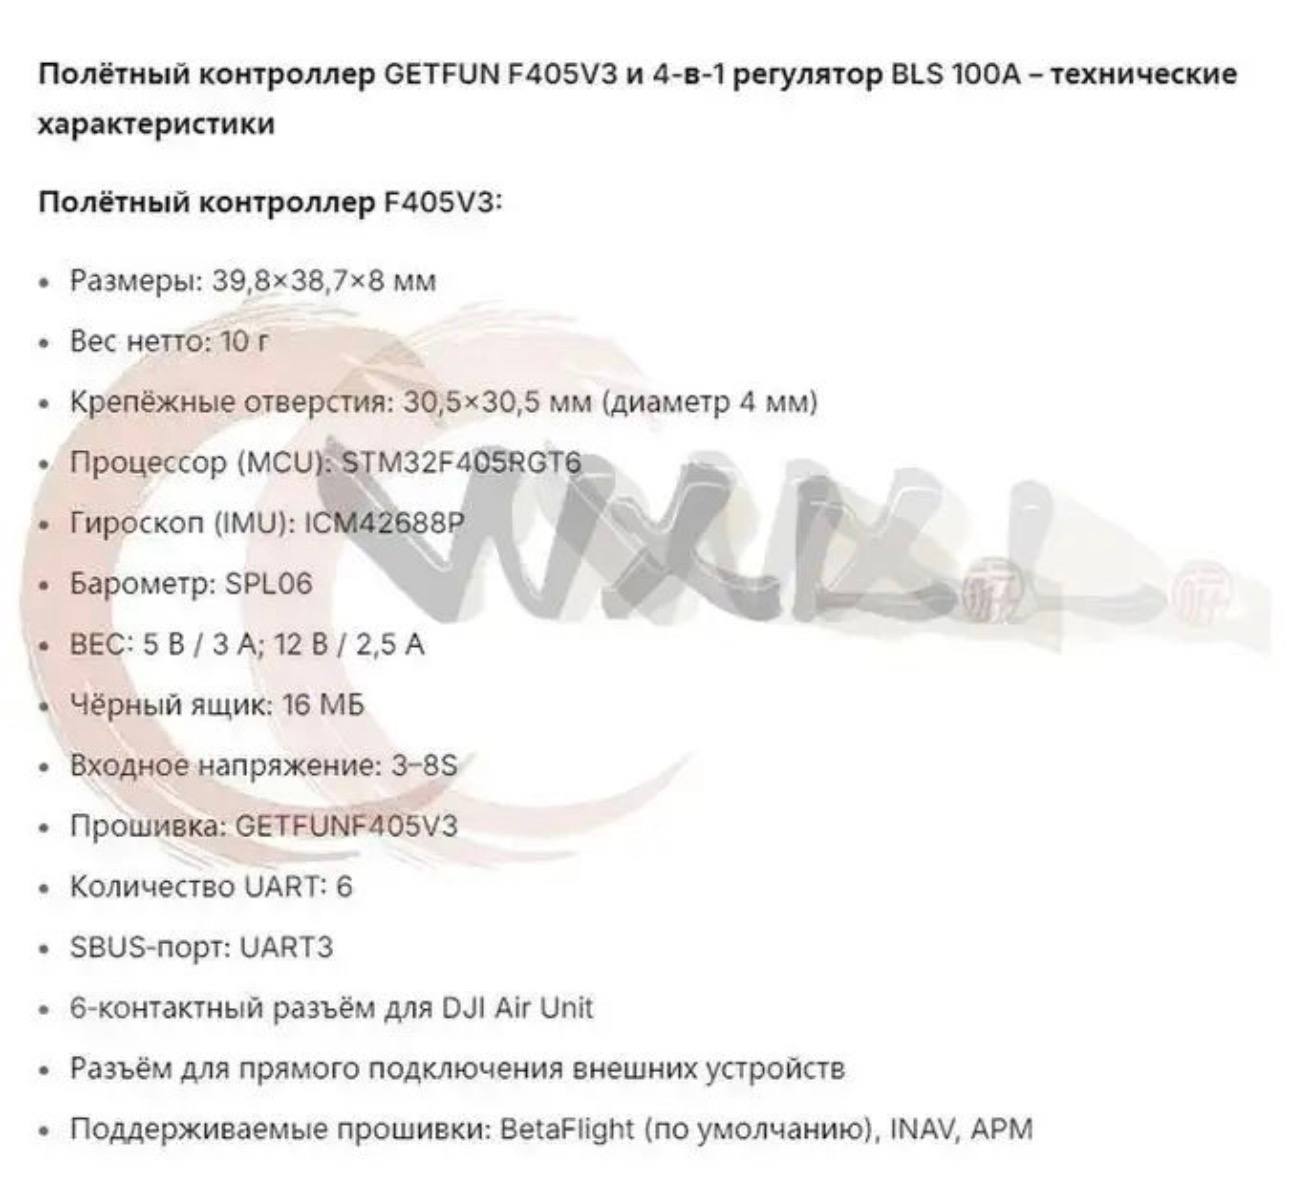 Полётный контроллер GETFUN F405V3 и 4-в-1 регулятор BLS 100A – технические
характеристики
Полётный контроллер F405V3:
• Размеры: 39,8×38,7×8 мм
• Вес нетто: 10 г
• Крепёжные отверстия: 30,5×30,5 мм (диаметр 4 мм)
• Процессор (MCU): STM32F405RGT6
• Гироскоп (IMU): ICM42688P
• Барометр: SPL06
• BEC: 5 В / 3 А; 12 В / 2,5 А
• Чёрный ящик: 16 МБ
• Входное напряжение: 3–8S
• Прошивка: GETFUNF405V3
• Количество UART: 6
• SBUS-порт: UART3
• 6-контактный разъём для DJI Air Unit
• Разъём для прямого подключения внешних устройств
• Поддерживаемые прошивки: BetaFlight (по умолчанию), INAV, APM